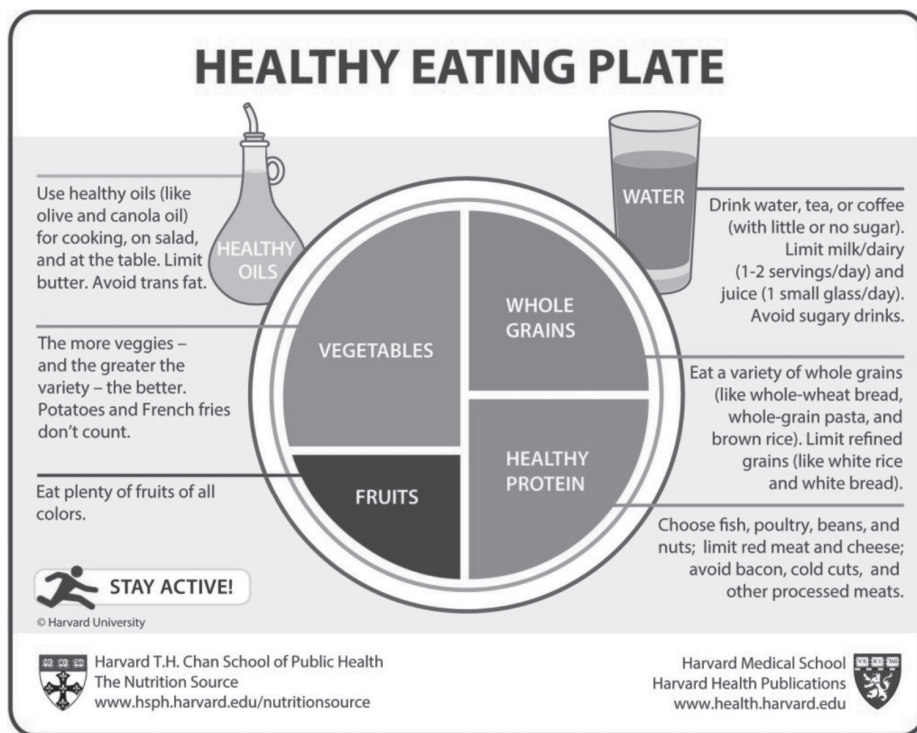 HEALTHY EATING PLATE
Use healthy oils (like
olive and canola oil)
for cooking, on salad,
and at the table. Limit
butter. Avoid trans fat.
HEALTHY
OILS
The more veggies –
and the greater the
variety – the better.
Potatoes and French fries
don't count.
Eat plenty of fruits of all
colors.
VEGETABLES
FRUITS
WHOLE
GRAINS
HEALTHY
PROTEIN
WATER
Drink water, tea, or coffee
(with little or no sugar).
Limit milk/dairy
(1-2 servings/day) and
juice (1 small glass/day).
Avoid sugary drinks.
Eat a variety of whole grains
(like whole-wheat bread,
whole-grain pasta, and
brown rice). Limit refined
grains (like white rice
and white bread).
Choose fish, poultry, beans, and
nuts; limit red meat and cheese;
avoid bacon, cold cuts, and
other processed meats.
STAY ACTIVE!
© Harvard University
Harvard T.H. Chan School of Public Health
The Nutrition Source
www.hsph.harvard.edu/nutritionsource
Harvard Medical School
Harvard Health Publications
www.health.harvard.edu